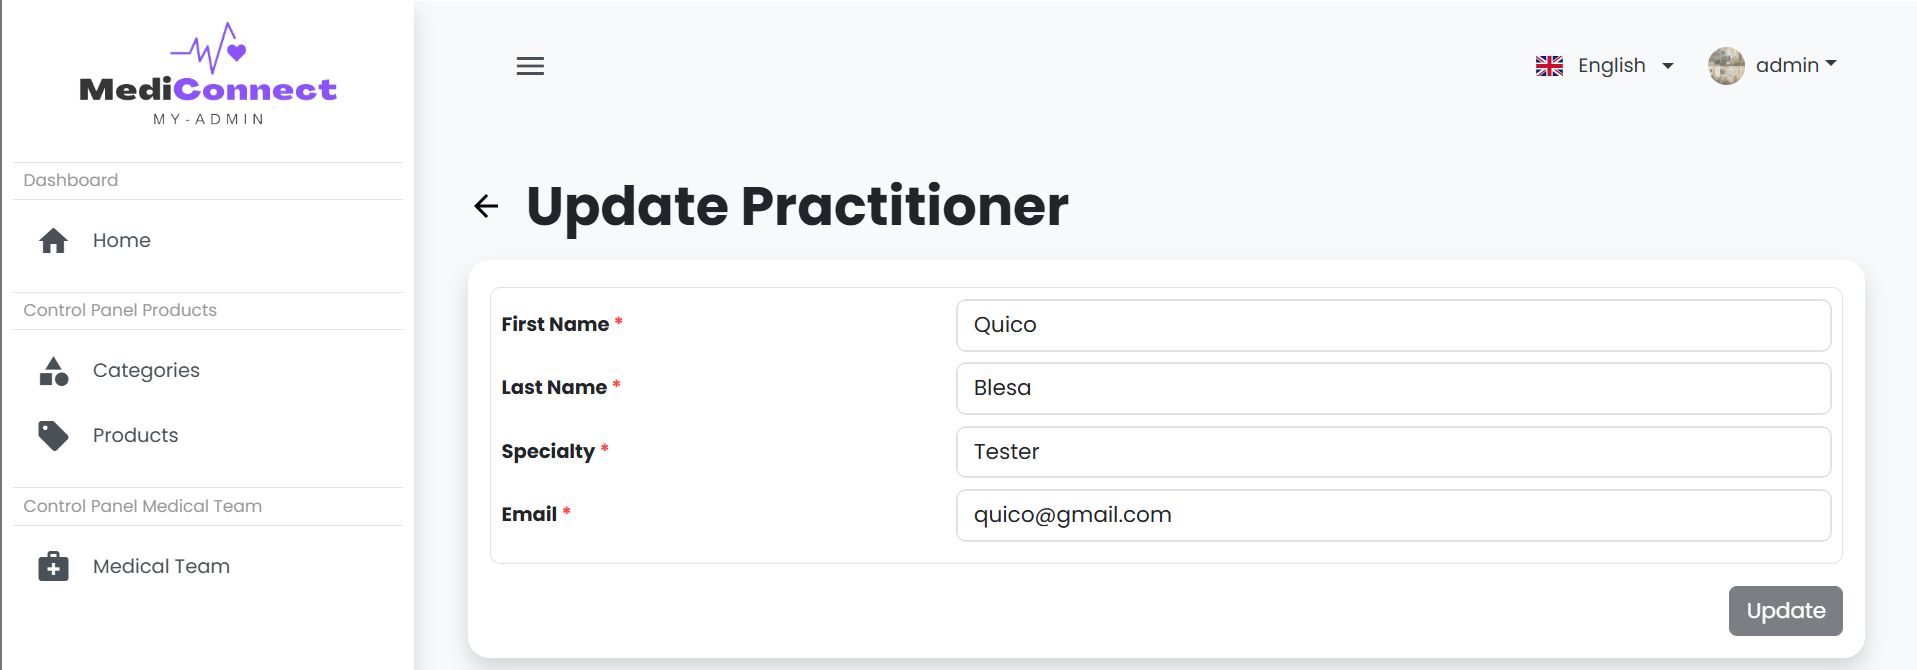 MediConnect
MY-ADMIN
Dashboard
Home
Control Panel Products
Categories
Products
Control Panel Medical Team
Medical Team
English
admin
Update Practitioner
First Name *
Quico
Last Name *
Blesa
Specialty *
Tester
Email *
quico@gmail.com
Update